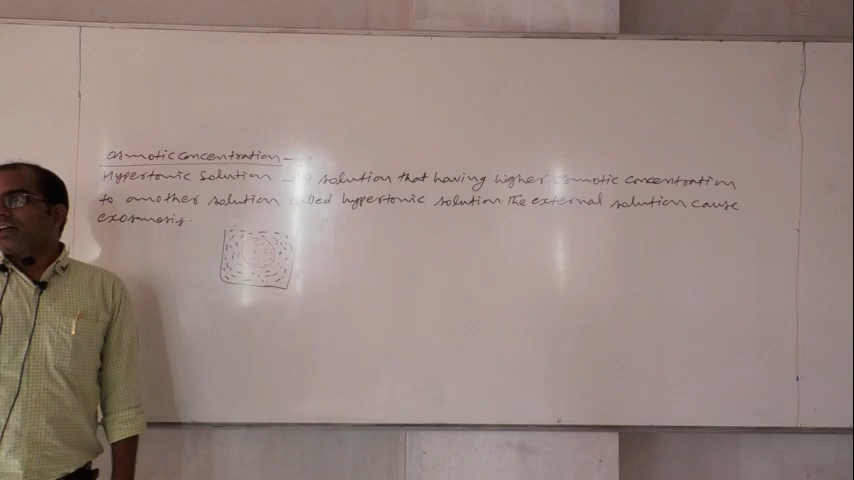 osmotic concentration -
Hypertonic Solution - A solution that having higher osmotic concentration
to another solution called hypertonic solution The external solution cause
exosmosis.